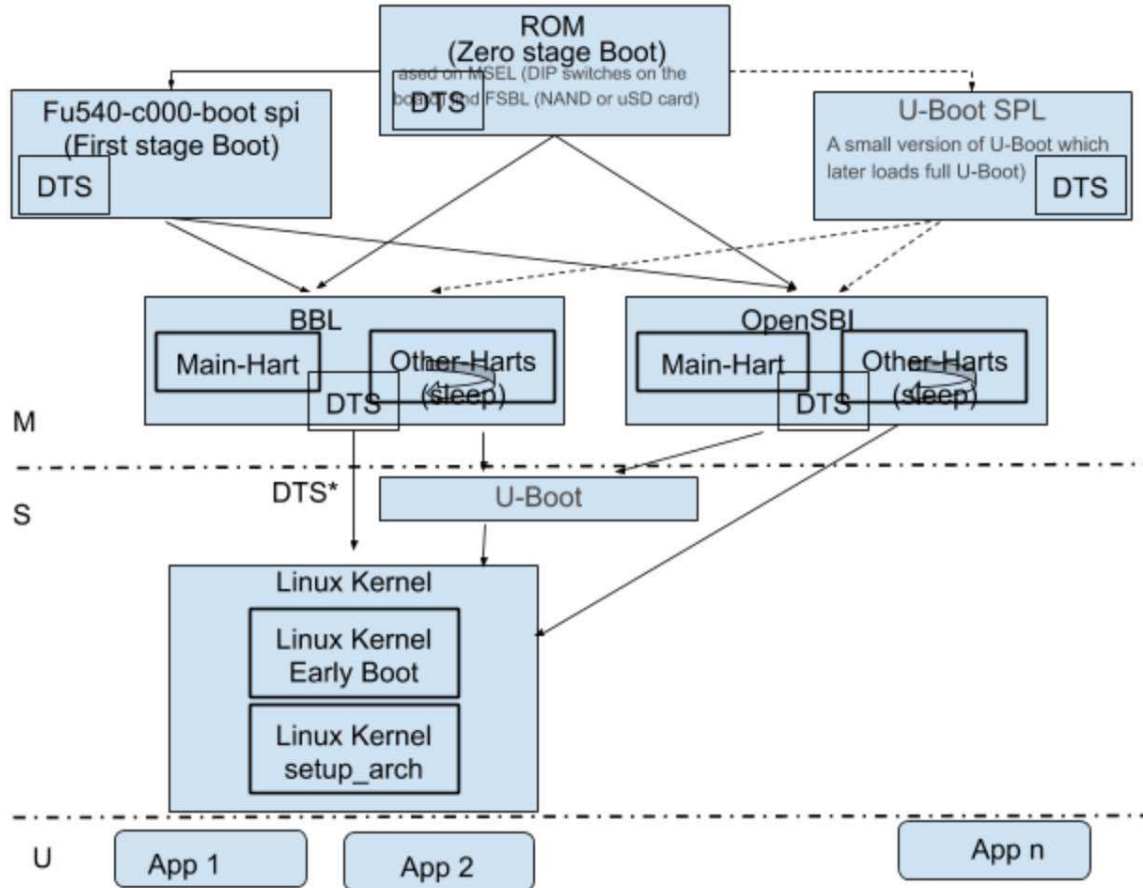 ROM
(Zero stage Boot)
ased on MSEL (DIP switches on the
board) and FSBL (NAND or uSD card)
DTS
Fu540-c000-boot spi
(First stage Boot)
DTS
U-Boot SPL
A small version of U-Boot which
later loads full U-Boot)
DTS
BBL
Main-Hart
Other-Harts
(sleep)
DTS
OpenSBI
Main-Hart
Other-Harts
(sleep)
DTS
M
DTS*
S
U-Boot
Linux Kernel
Linux Kernel
Early Boot
Linux Kernel
setup_arch
U
App 1
App 2
App n